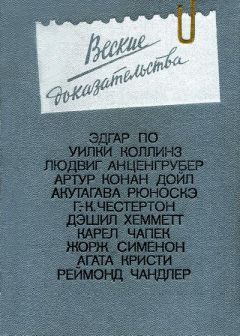 Веские
доказательства
ЭДГАР ПО
УИЛКИ КОЛЛИНЗ
ЛЮДВИГ АНЦЕНГРУБЕР
АРТУР КОНАН ДОЙЛ
АКУТАГАВА РЮНОСКЭ
Г.-К. ЧЕСТЕРТОН
ДЭШИЛ ХЕММЕТТ
КАРЕЛ ЧАПЕК
ЖОРЖ СИМЕНОН
АГАТА КРИСТИ
РЕЙМОНД ЧАНДЛЕР